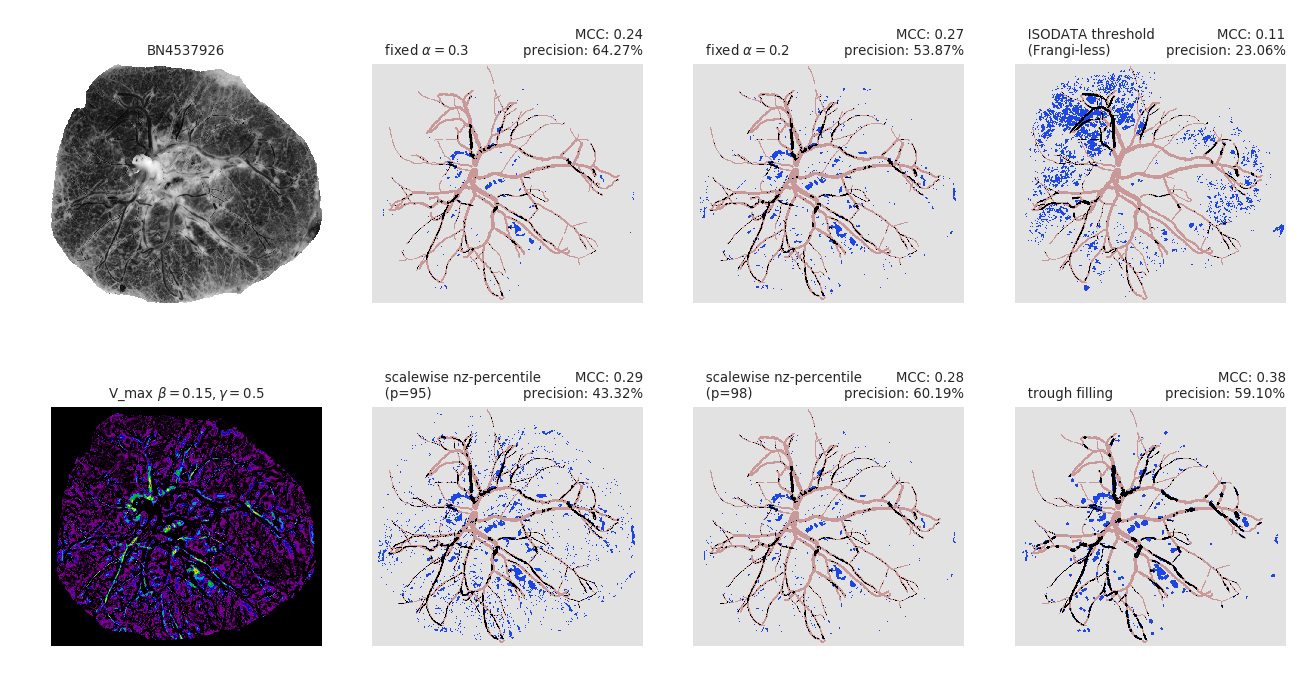 BN4537926
MCC: 0.24
fixed α = 0.3 precision: 64.27%
MCC: 0.27
fixed α = 0.2 precision: 53.87%
ISODATA threshold MCC: 0.11
(Frangi-less) precision: 23.06%
V_max β = 0.15, γ = 0.5
scalewise nz-percentile MCC: 0.29
(p=95) precision: 43.32%
scalewise nz-percentile MCC: 0.28
(p=98) precision: 60.19%
MCC: 0.38
trough filling precision: 59.10%